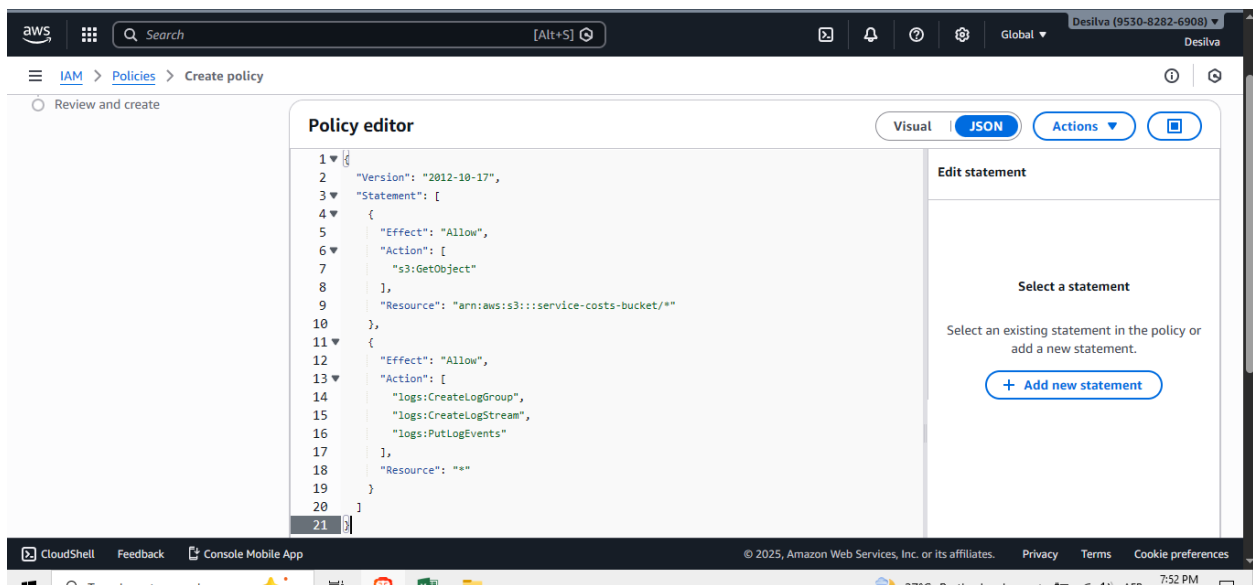 aws
Search
[Alt+S]
Global ▼
Desilva (9530-8282-6908) ▼
Desilva
IAM > Policies > Create policy
Review and create
Policy editor
Visual
JSON
Actions ▼
1 {
2 "Version": "2012-10-17",
3 "Statement": [
4 {
5 "Effect": "Allow",
6 "Action": [
7 "s3:GetObject"
8 ],
9 "Resource": "arn:aws:s3:::service-costs-bucket/*"
10 },
11 {
12 "Effect": "Allow",
13 "Action": [
14 "logs:CreateLogGroup",
15 "logs:CreateLogStream",
16 "logs:PutLogEvents"
17 ],
18 "Resource": "*"
19 }
20 ]
21 }
Edit statement
Select a statement
Select an existing statement in the policy or
add a new statement.
+ Add new statement
CloudShell Feedback Console Mobile App
© 2025, Amazon Web Services, Inc. or its affiliates. Privacy Terms Cookie preferences
7:52 PM